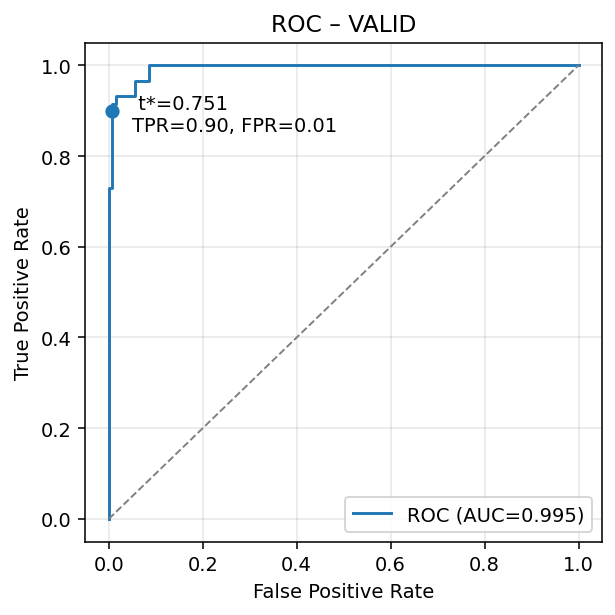 ROC – VALID
1.0
0.8
0.6
0.4
0.2
0.0
True Positive Rate
t*=0.751
TPR=0.90, FPR=0.01
ROC (AUC=0.995)
0.0 0.2 0.4 0.6 0.8 1.0
False Positive Rate